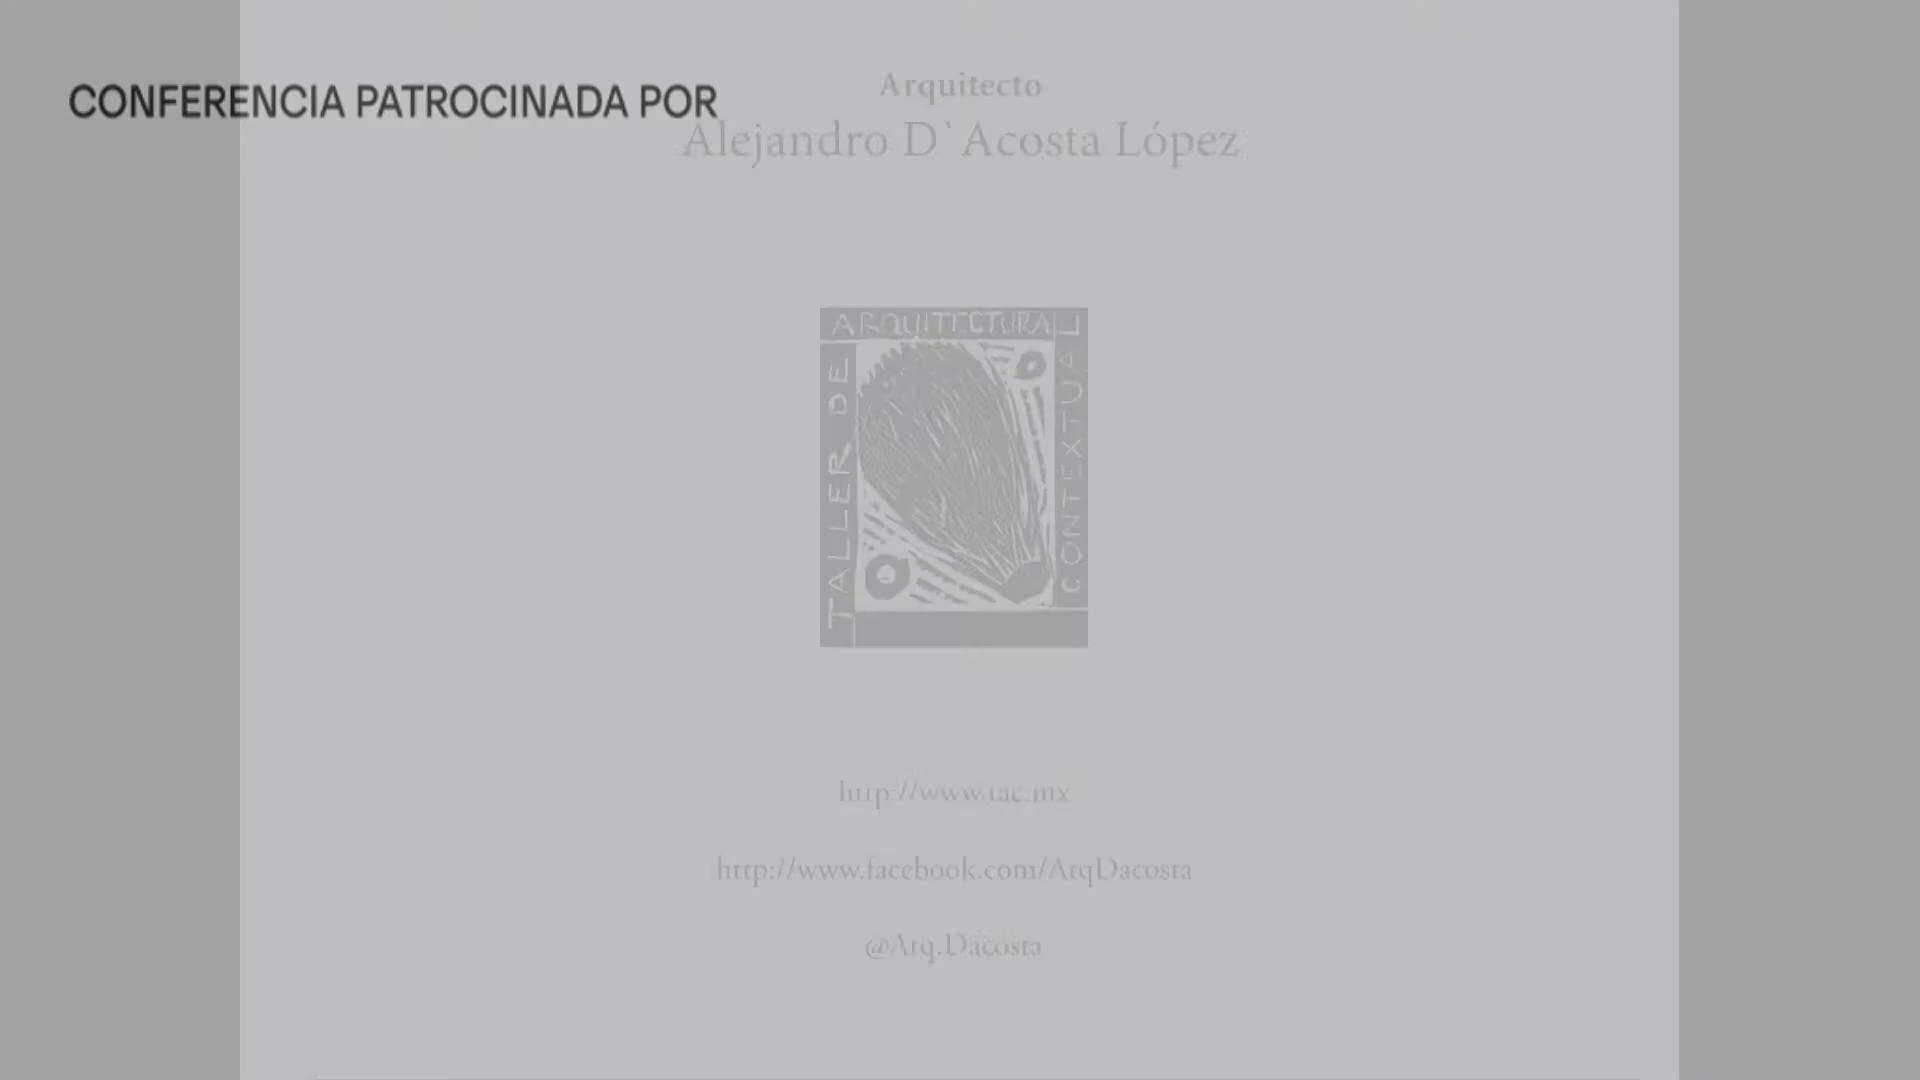 CONFERENCIA PATROCINADA POR
Arquitecto
Alejandro D`Acosta López
TALLER DE
ARQUITECTURA
CONTEXTUAL
http://www.tac.mx
http://www.facebook.com/ArqDacosta
@Arq.Dacosta